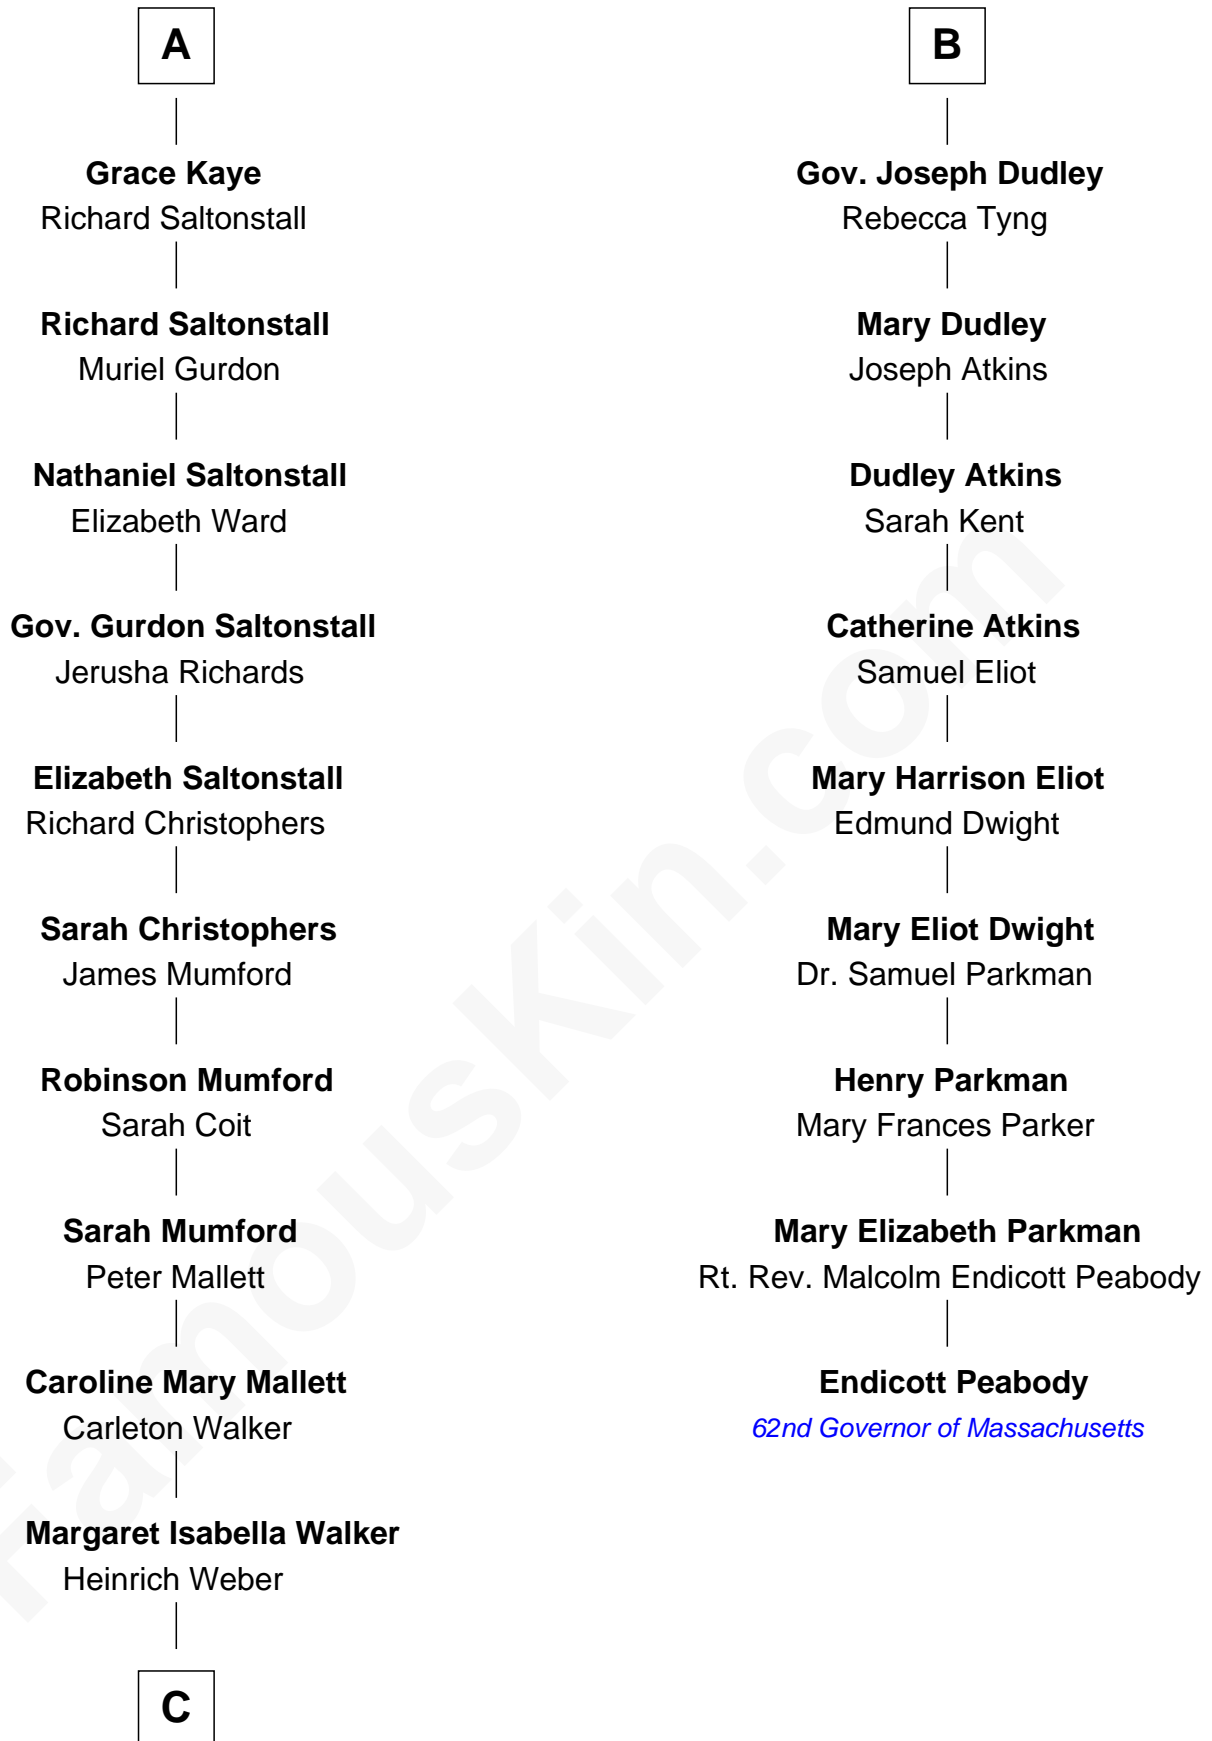 A
Grace Kaye
Richard Saltonstall
Richard Saltonstall
Muriel Gurdon
Nathaniel Saltonstall
Elizabeth Ward
Gov. Gurdon Saltonstall
Jerusha Richards
Elizabeth Saltonstall
Richard Christophers
Sarah Christophers
James Mumford
Robinson Mumford
Sarah Coit
Sarah Mumford
Peter Mallett
Caroline Mary Mallett
Carleton Walker
Margaret Isabella Walker
Heinrich Weber
C
B
Gov. Joseph Dudley
Rebecca Tyng
Mary Dudley
Joseph Atkins
Dudley Atkins
Sarah Kent
Catherine Atkins
Samuel Eliot
Mary Harrison Eliot
Edmund Dwight
Mary Eliot Dwight
Dr. Samuel Parkman
Henry Parkman
Mary Frances Parker
Mary Elizabeth Parkman
Rt. Rev. Malcolm Endicott Peabody
Endicott Peabody
62nd Governor of Massachusetts
FamousKin.com